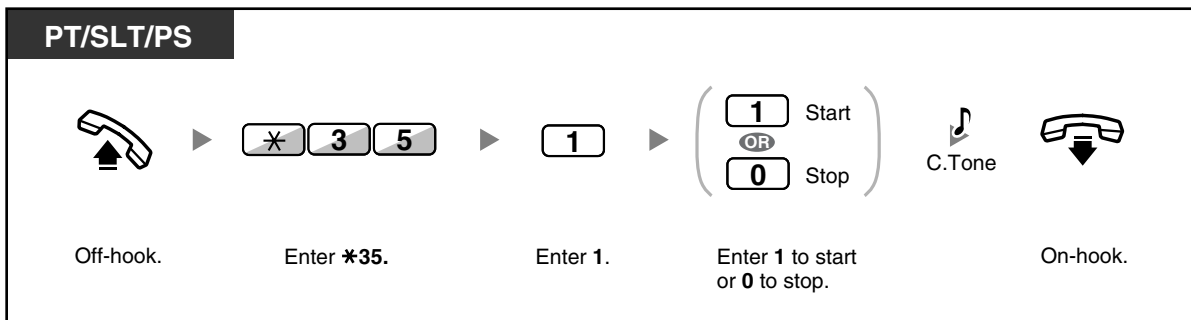 PT/SLT/PS
✳ 3 5
1
1 Start
OR
0 Stop
C.Tone
Off-hook.
Enter ✳35.
Enter 1.
Enter 1 to start
or 0 to stop.
On-hook.